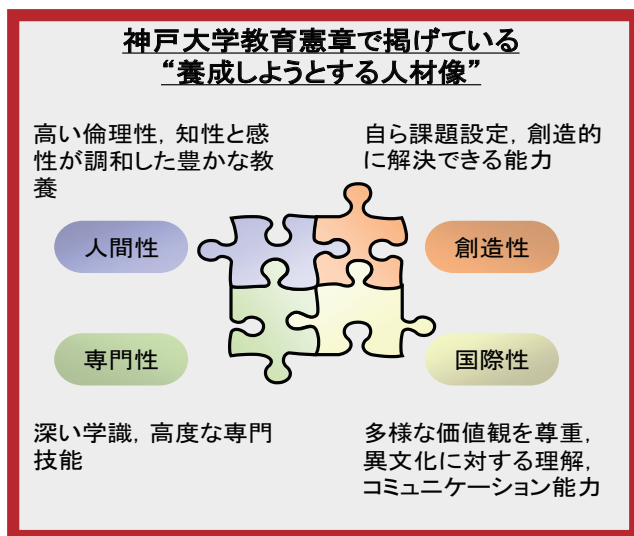 神戸大学教育憲章で掲げている
“養成しようとする人材像”
高い倫理性，知性と感
性が調和した豊かな教
養
自ら課題設定，創造的
に解決できる能力
人間性
創造性
専門性
国際性
深い学識，高度な専門
技能
多様な価値観を尊重，
異文化に対する理解，
コミュニケーション能力